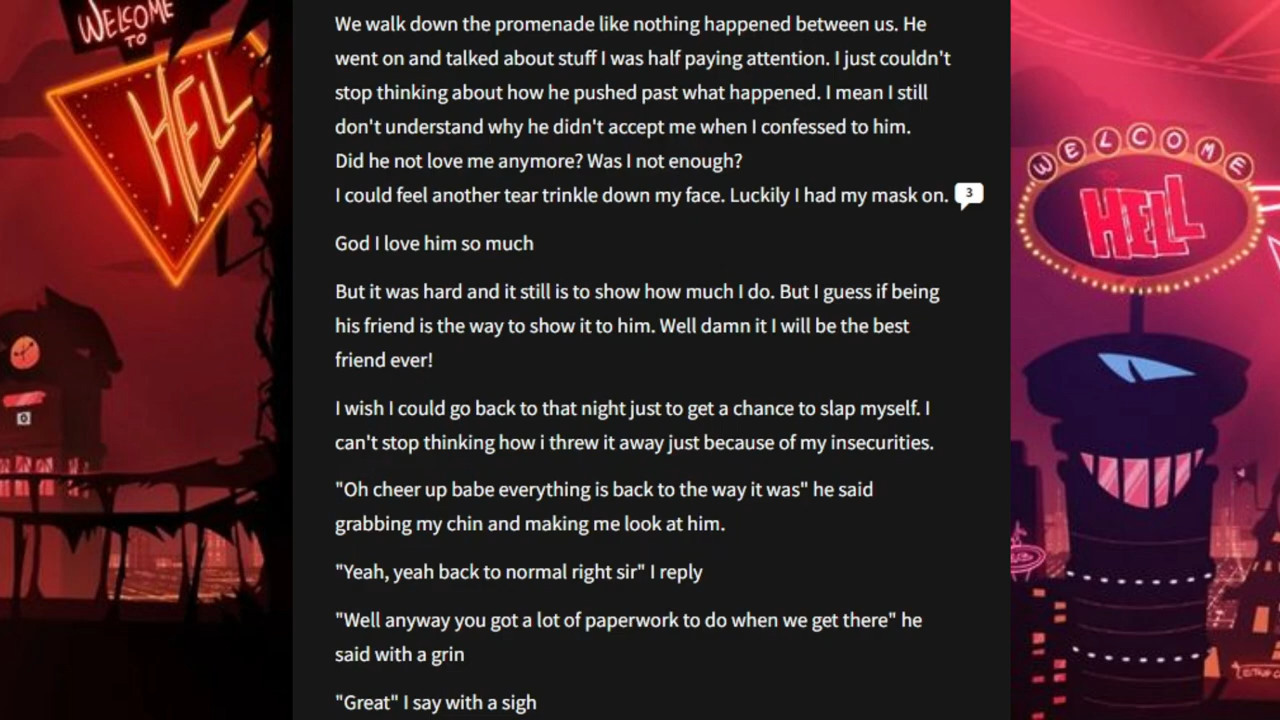 WELCOME
TO
HELL
WELCOME
HELL
We walk down the promenade like nothing happened between us. He
went on and talked about stuff I was half paying attention. I just couldn't
stop thinking about how he pushed past what happened. I mean I still
don't understand why he didn't accept me when I confessed to him.
Did he not love me anymore? Was I not enough?
I could feel another tear trinkle down my face. Luckily I had my mask on.
3
God I love him so much
But it was hard and it still is to show how much I do. But I guess if being
his friend is the way to show it to him. Well damn it I will be the best
friend ever!
I wish I could go back to that night just to get a chance to slap myself. I
can't stop thinking how i threw it away just because of my insecurities.
"Oh cheer up babe everything is back to the way it was" he said
grabbing my chin and making me look at him.
"Yeah, yeah back to normal right sir" I reply
"Well anyway you got a lot of paperwork to do when we get there" he
said with a grin
"Great" I say with a sigh